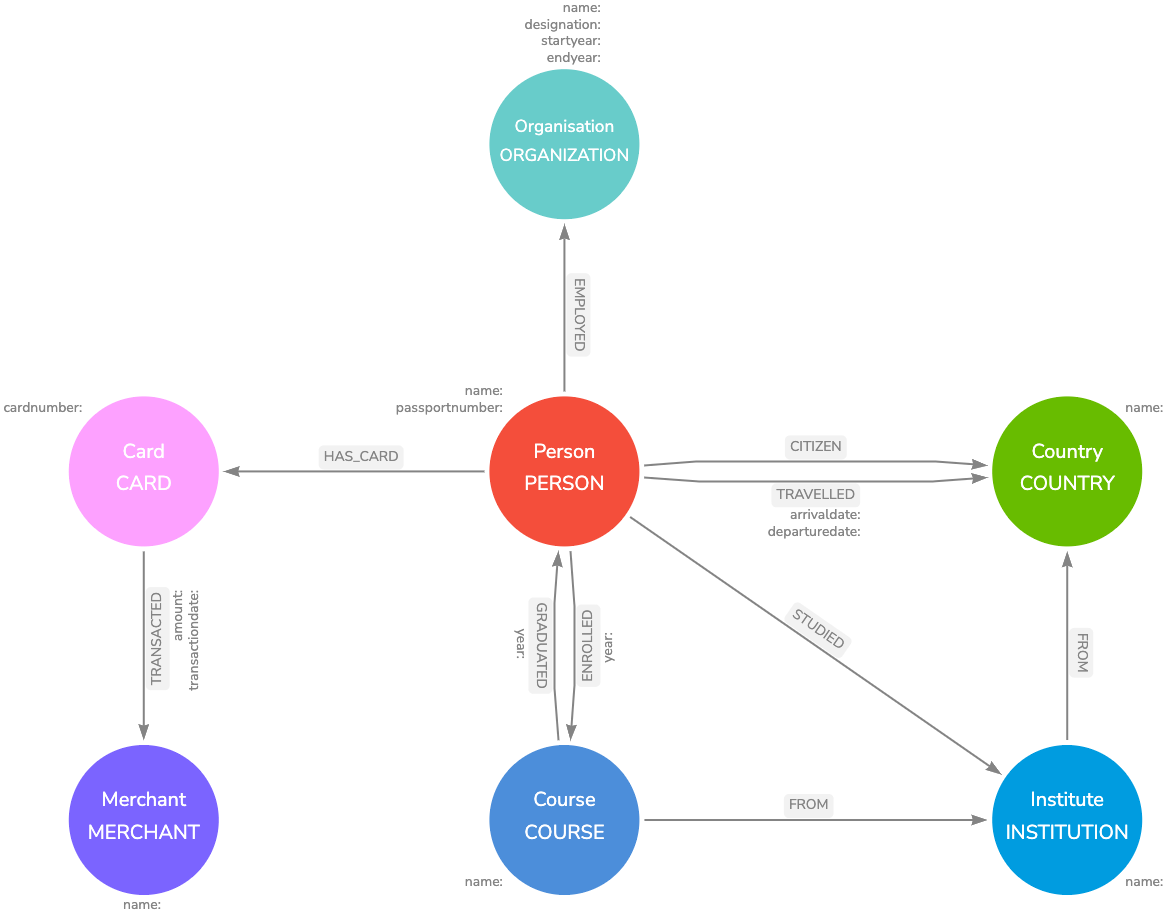 name:
designation:
startyear:
endyear:
Organisation
ORGANIZATION
EMPLOYED
name:
passportnumber:
cardnumber:
name:
Card
CARD
HAS_CARD
Person
PERSON
CITIZEN
TRAVELLED
arrivaldate:
departuredate:
Country
COUNTRY
TRANSACTED
amount:
transactiondate:
year:
GRADUATED
ENROLLED
year:
STUDIED
FROM
Merchant
MERCHANT
name:
Course
COURSE
name:
FROM
Institute
INSTITUTION
name: